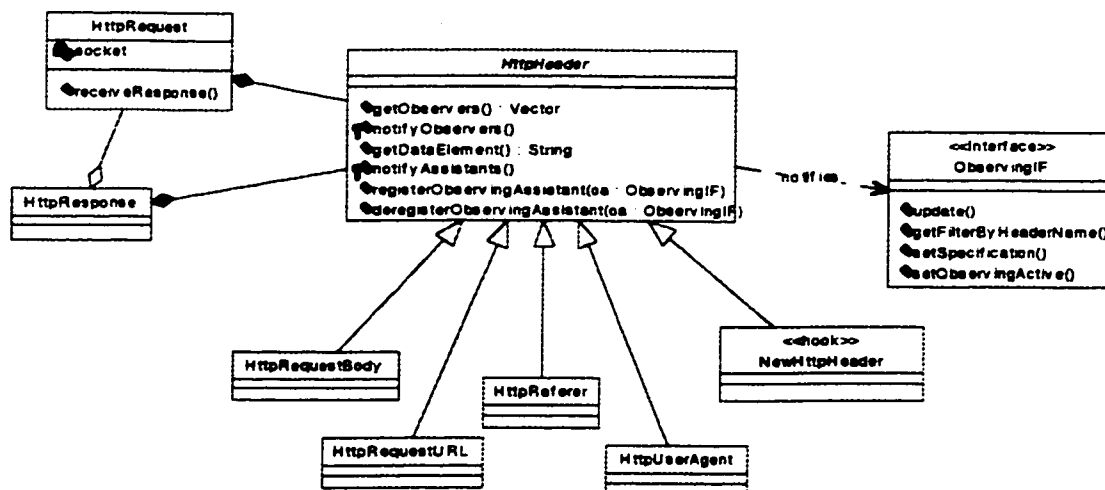 HttpRequest
socket
receiveResponse()
HttpHeader
getObservers() : Vector
notifyObservers()
getDataElement() : String
notifyAssistants()
registerObservingAssistant(oa : ObservingIF)
deregisterObservingAssistant(oa : ObservingIF)
notifies
<<Interface>>
ObservingIF
update()
getFilterByHeaderName()
setSpecification()
setObservingActive()
HttpResponse
HttpRequestBody
HttpReferer
<<hook>>
NewHttpHeader
HttpRequestURL
HttpUserAgent